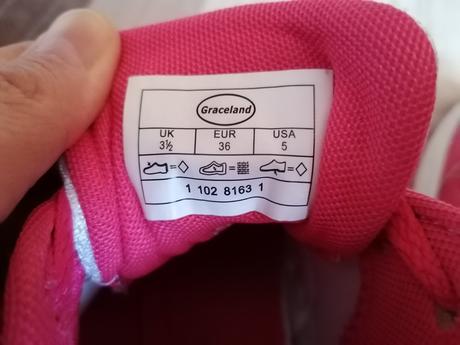 Graceland
UK EUR USA
3½ 36 5
1 102 8163 1